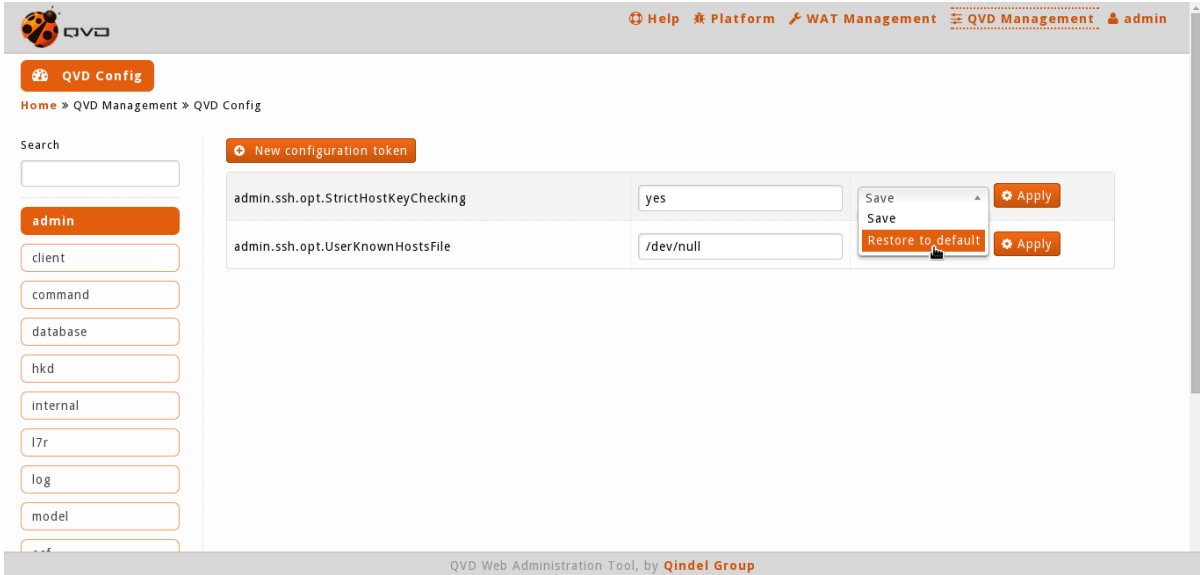 QVD
Help Platform WAT Management QVD Management admin
QVD Config
Home » QVD Management » QVD Config
Search
New configuration token
admin
client
command
database
hkd
internal
l7r
log
model
admin.ssh.opt.StrictHostKeyChecking yes Save Apply
Save
Restore to default
admin.ssh.opt.UserKnownHostsFile /dev/null Apply
QVD Web Administration Tool, by Qindel Group